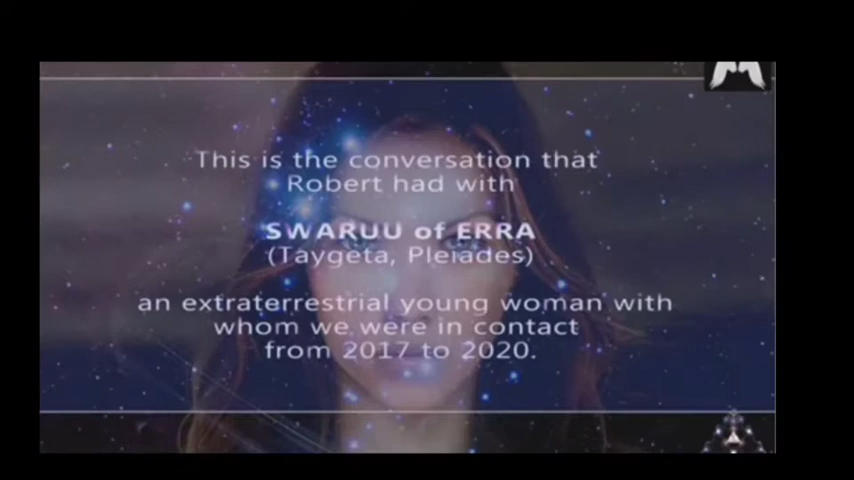 This is the conversation that
Robert had with
SWARUU of ERRA
(Taygeta, Pleiades)
an extraterrestrial young woman with
whom we were in contact
from 2017 to 2020.